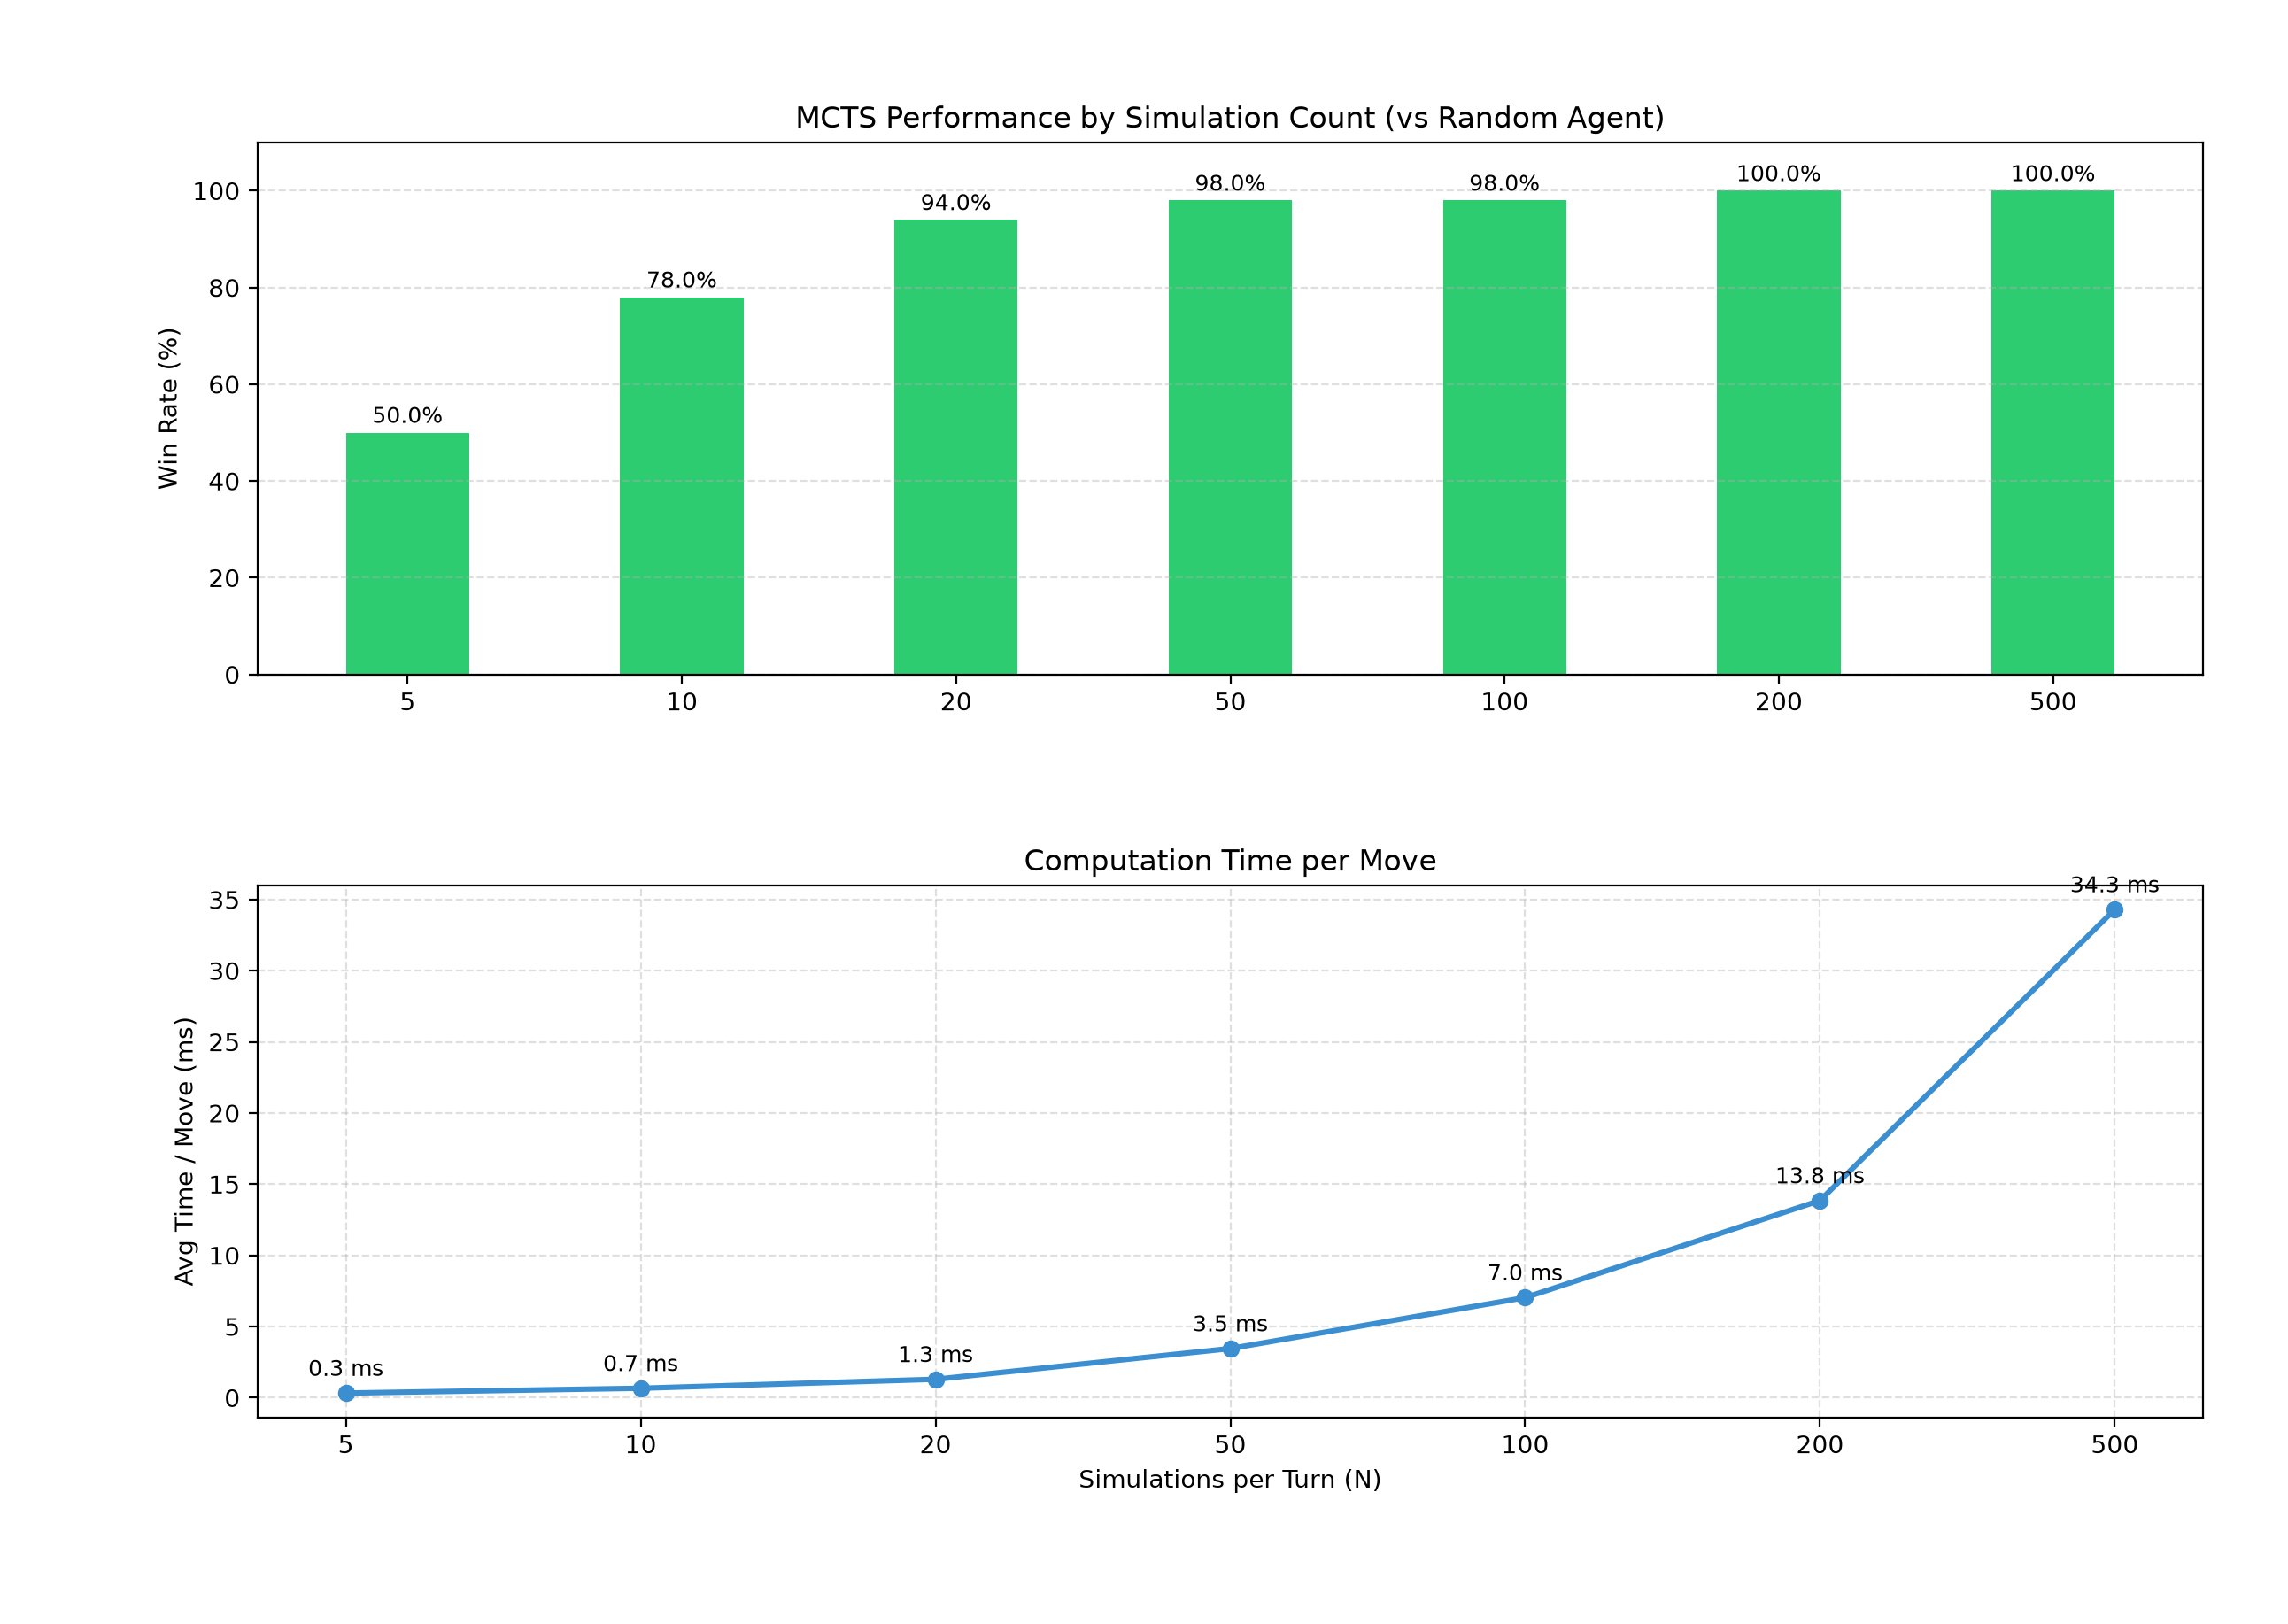 MCTS Performance by Simulation Count (vs Random Agent)
Win Rate (%)
100
80
60
40
20
0
50.0%
78.0%
94.0%
98.0%
98.0%
100.0%
100.0%
5 10 20 50 100 200 500
Computation Time per Move
Avg Time / Move (ms)
35
30
25
20
15
10
5
0
0.3 ms
0.7 ms
1.3 ms
3.5 ms
7.0 ms
13.8 ms
34.3 ms
5 10 20 50 100 200 500
Simulations per Turn (N)